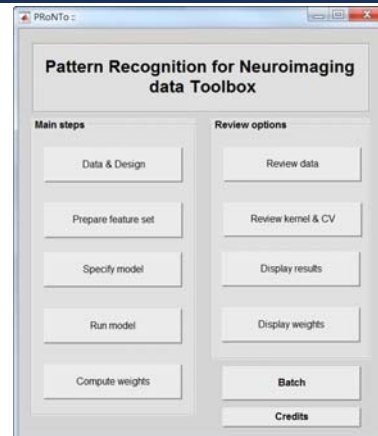 PRoNTo ::
Pattern Recognition for Neuroimaging
data Toolbox
Main steps
Data & Design
Prepare feature set
Specify model
Run model
Compute weights
Review options
Review data
Review kernel & CV
Display results
Display weights
Batch
Credits